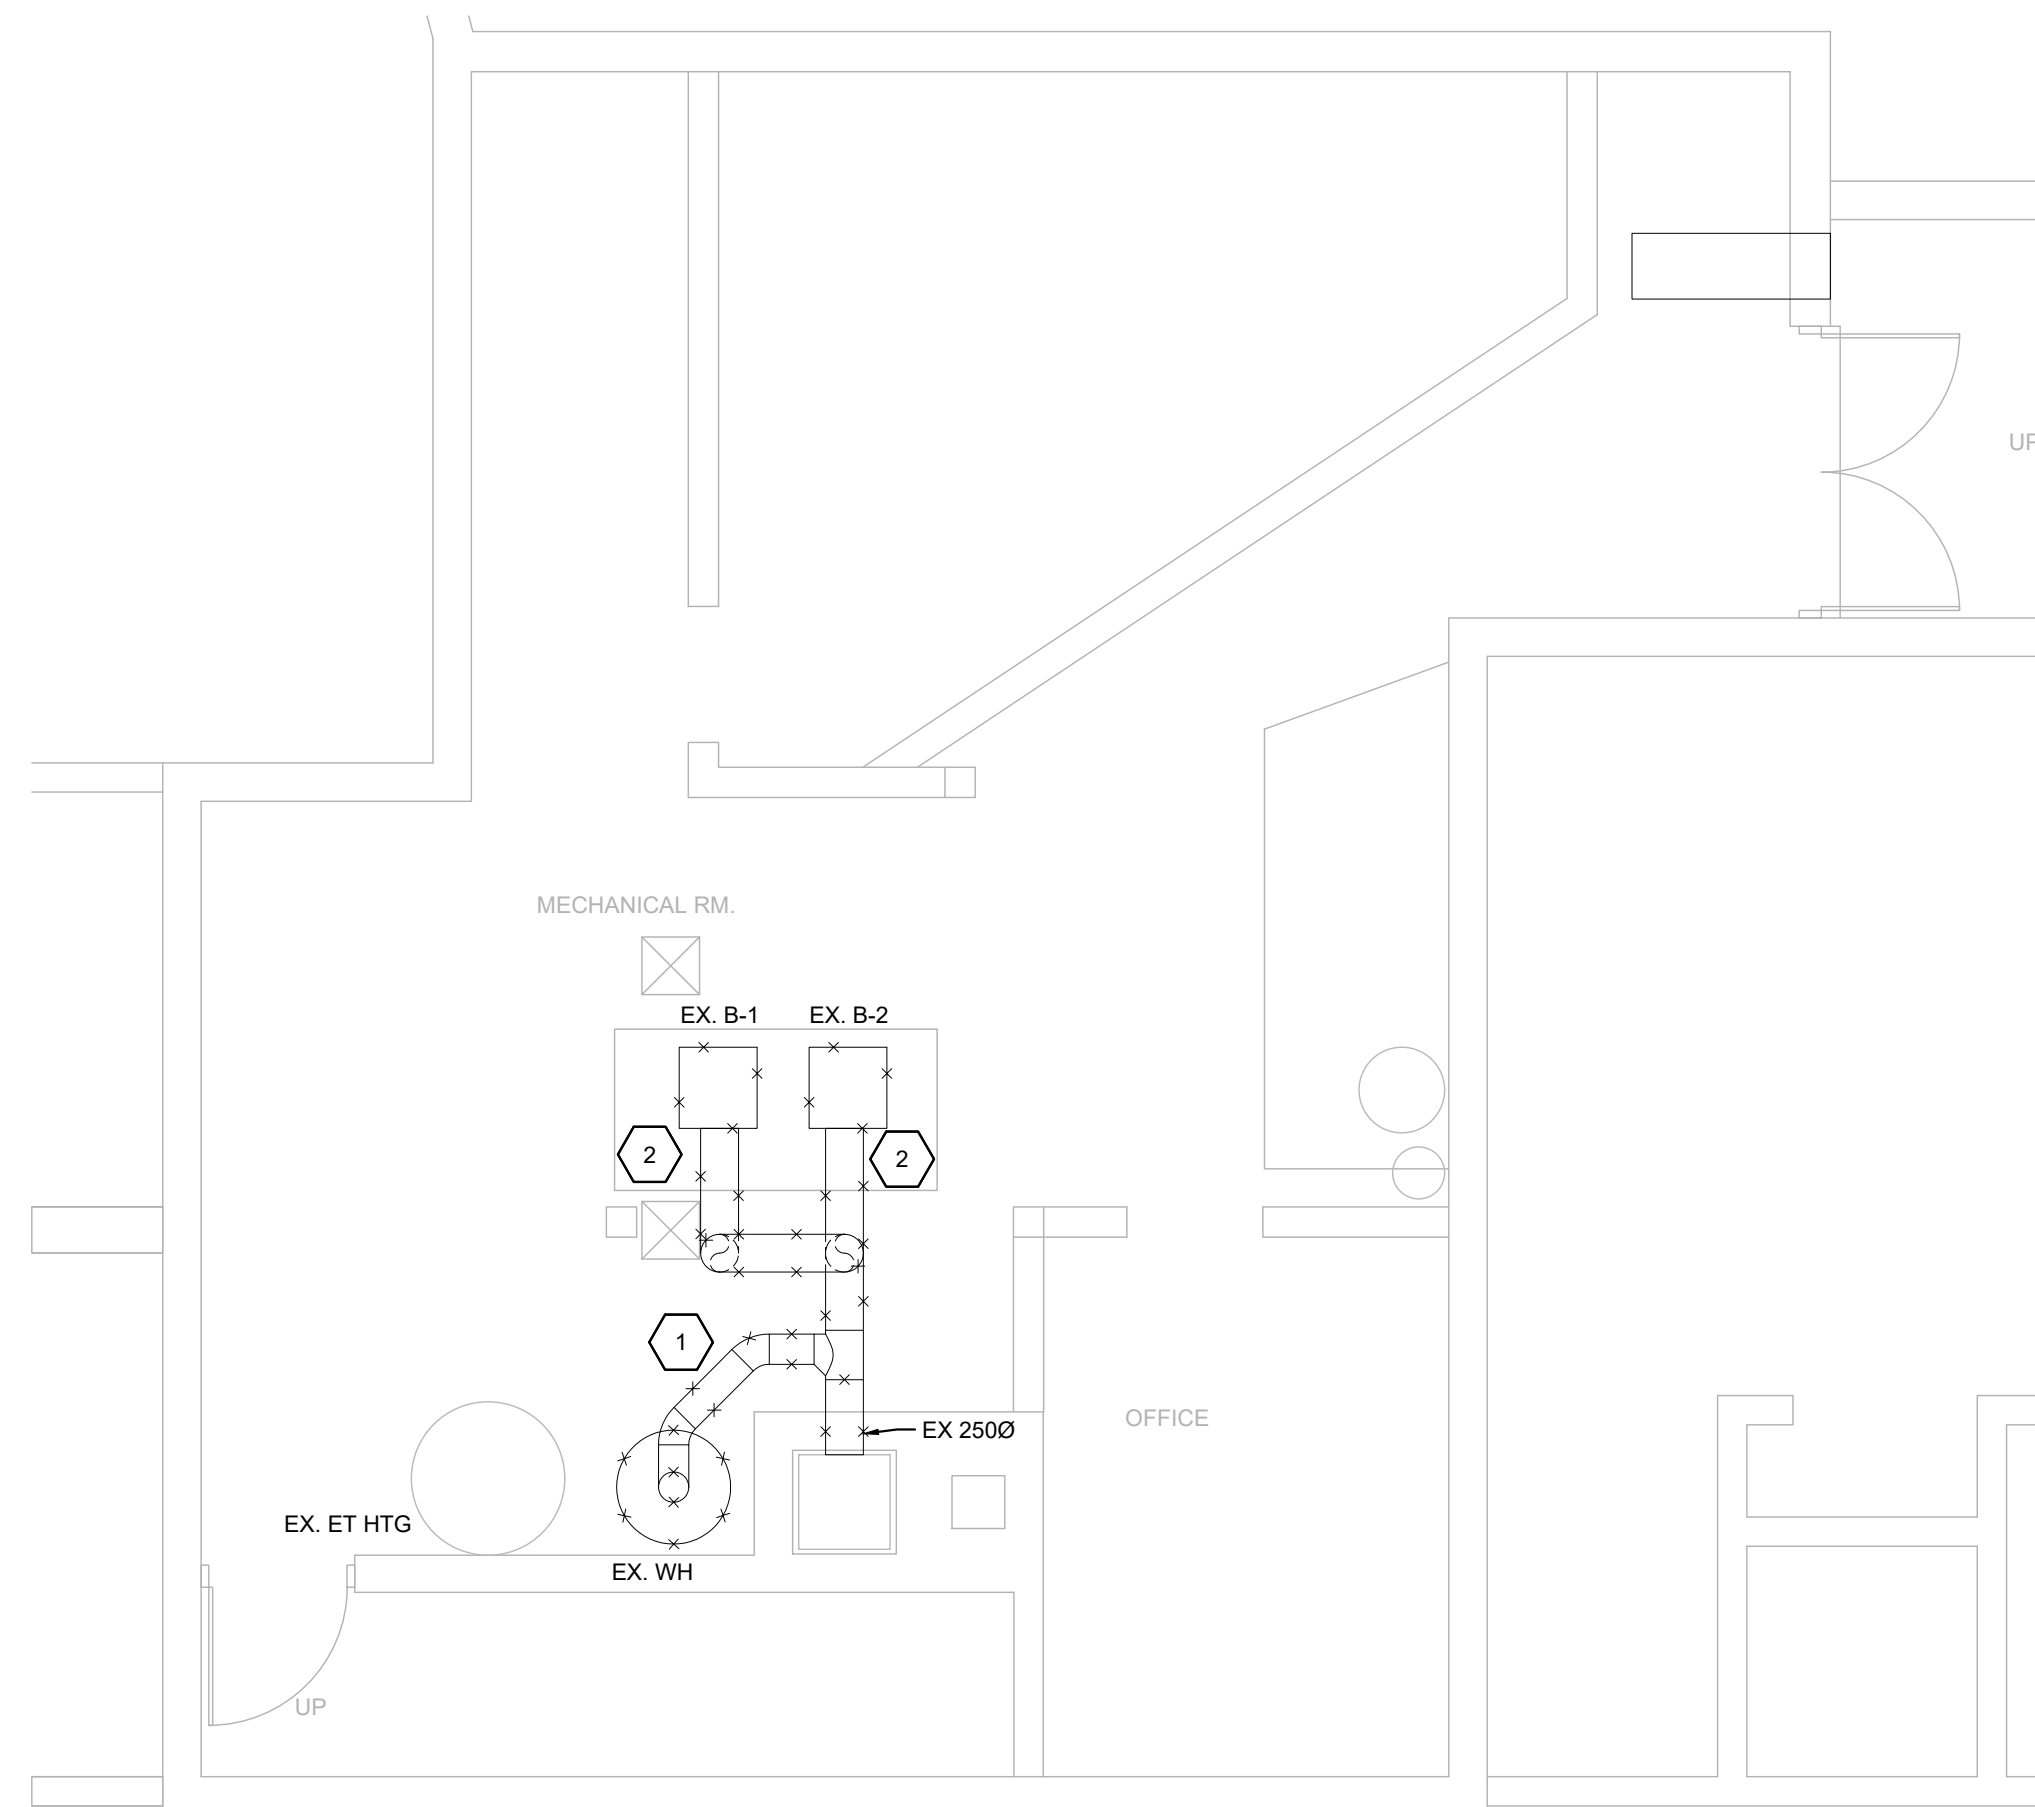 UP
MECHANICAL RM.
EX. B-1
EX. B-2
2
2
1
OFFICE
EX 250Ø
EX. ET HTG
EX. WH
UP